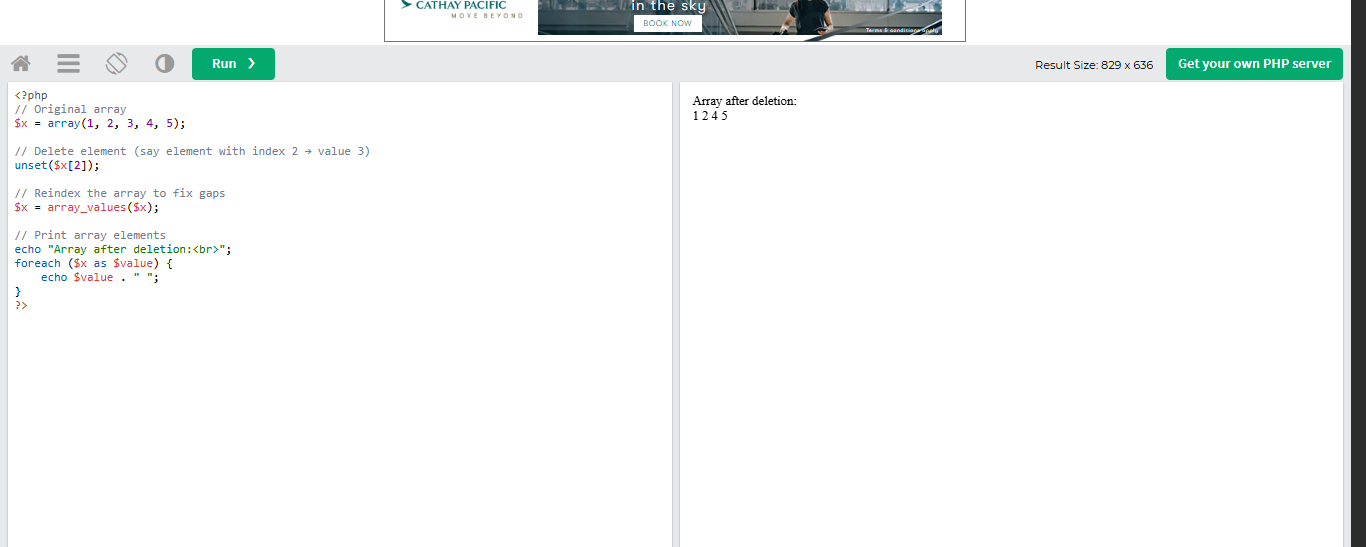 CATHAY PACIFIC
MOVE BEYOND
in the sky
BOOK NOW
Terms & conditions apply
Run ❯
Result Size: 829 x 636
Get your own PHP server
<?php
// Original array
$x = array(1, 2, 3, 4, 5);
// Delete element (say element with index 2 → value 3)
unset($x[2]);
// Reindex the array to fix gaps
$x = array_values($x);
// Print array elements
echo "Array after deletion:<br>";
foreach ($x as $value) {
    echo $value . " ";
}
?>
Array after deletion:
1 2 4 5